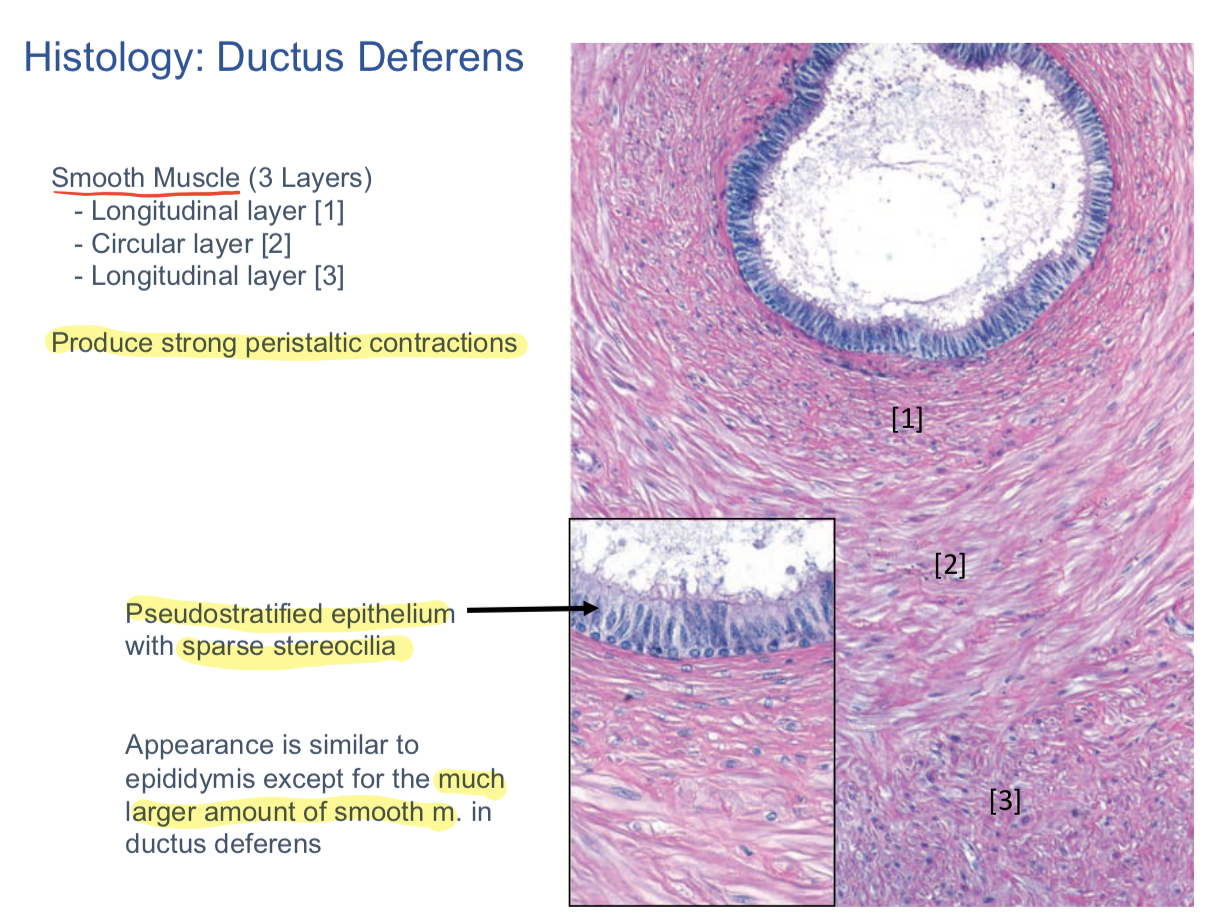 Histology: Ductus Deferens
Smooth Muscle (3 Layers)
- Longitudinal layer [1]
- Circular layer [2]
- Longitudinal layer [3]
Produce strong peristaltic contractions
Pseudostratified epithelium
with sparse stereocilia
Appearance is similar to
epididymis except for the much
larger amount of smooth m. in
ductus deferens
[1]
[2]
[3]